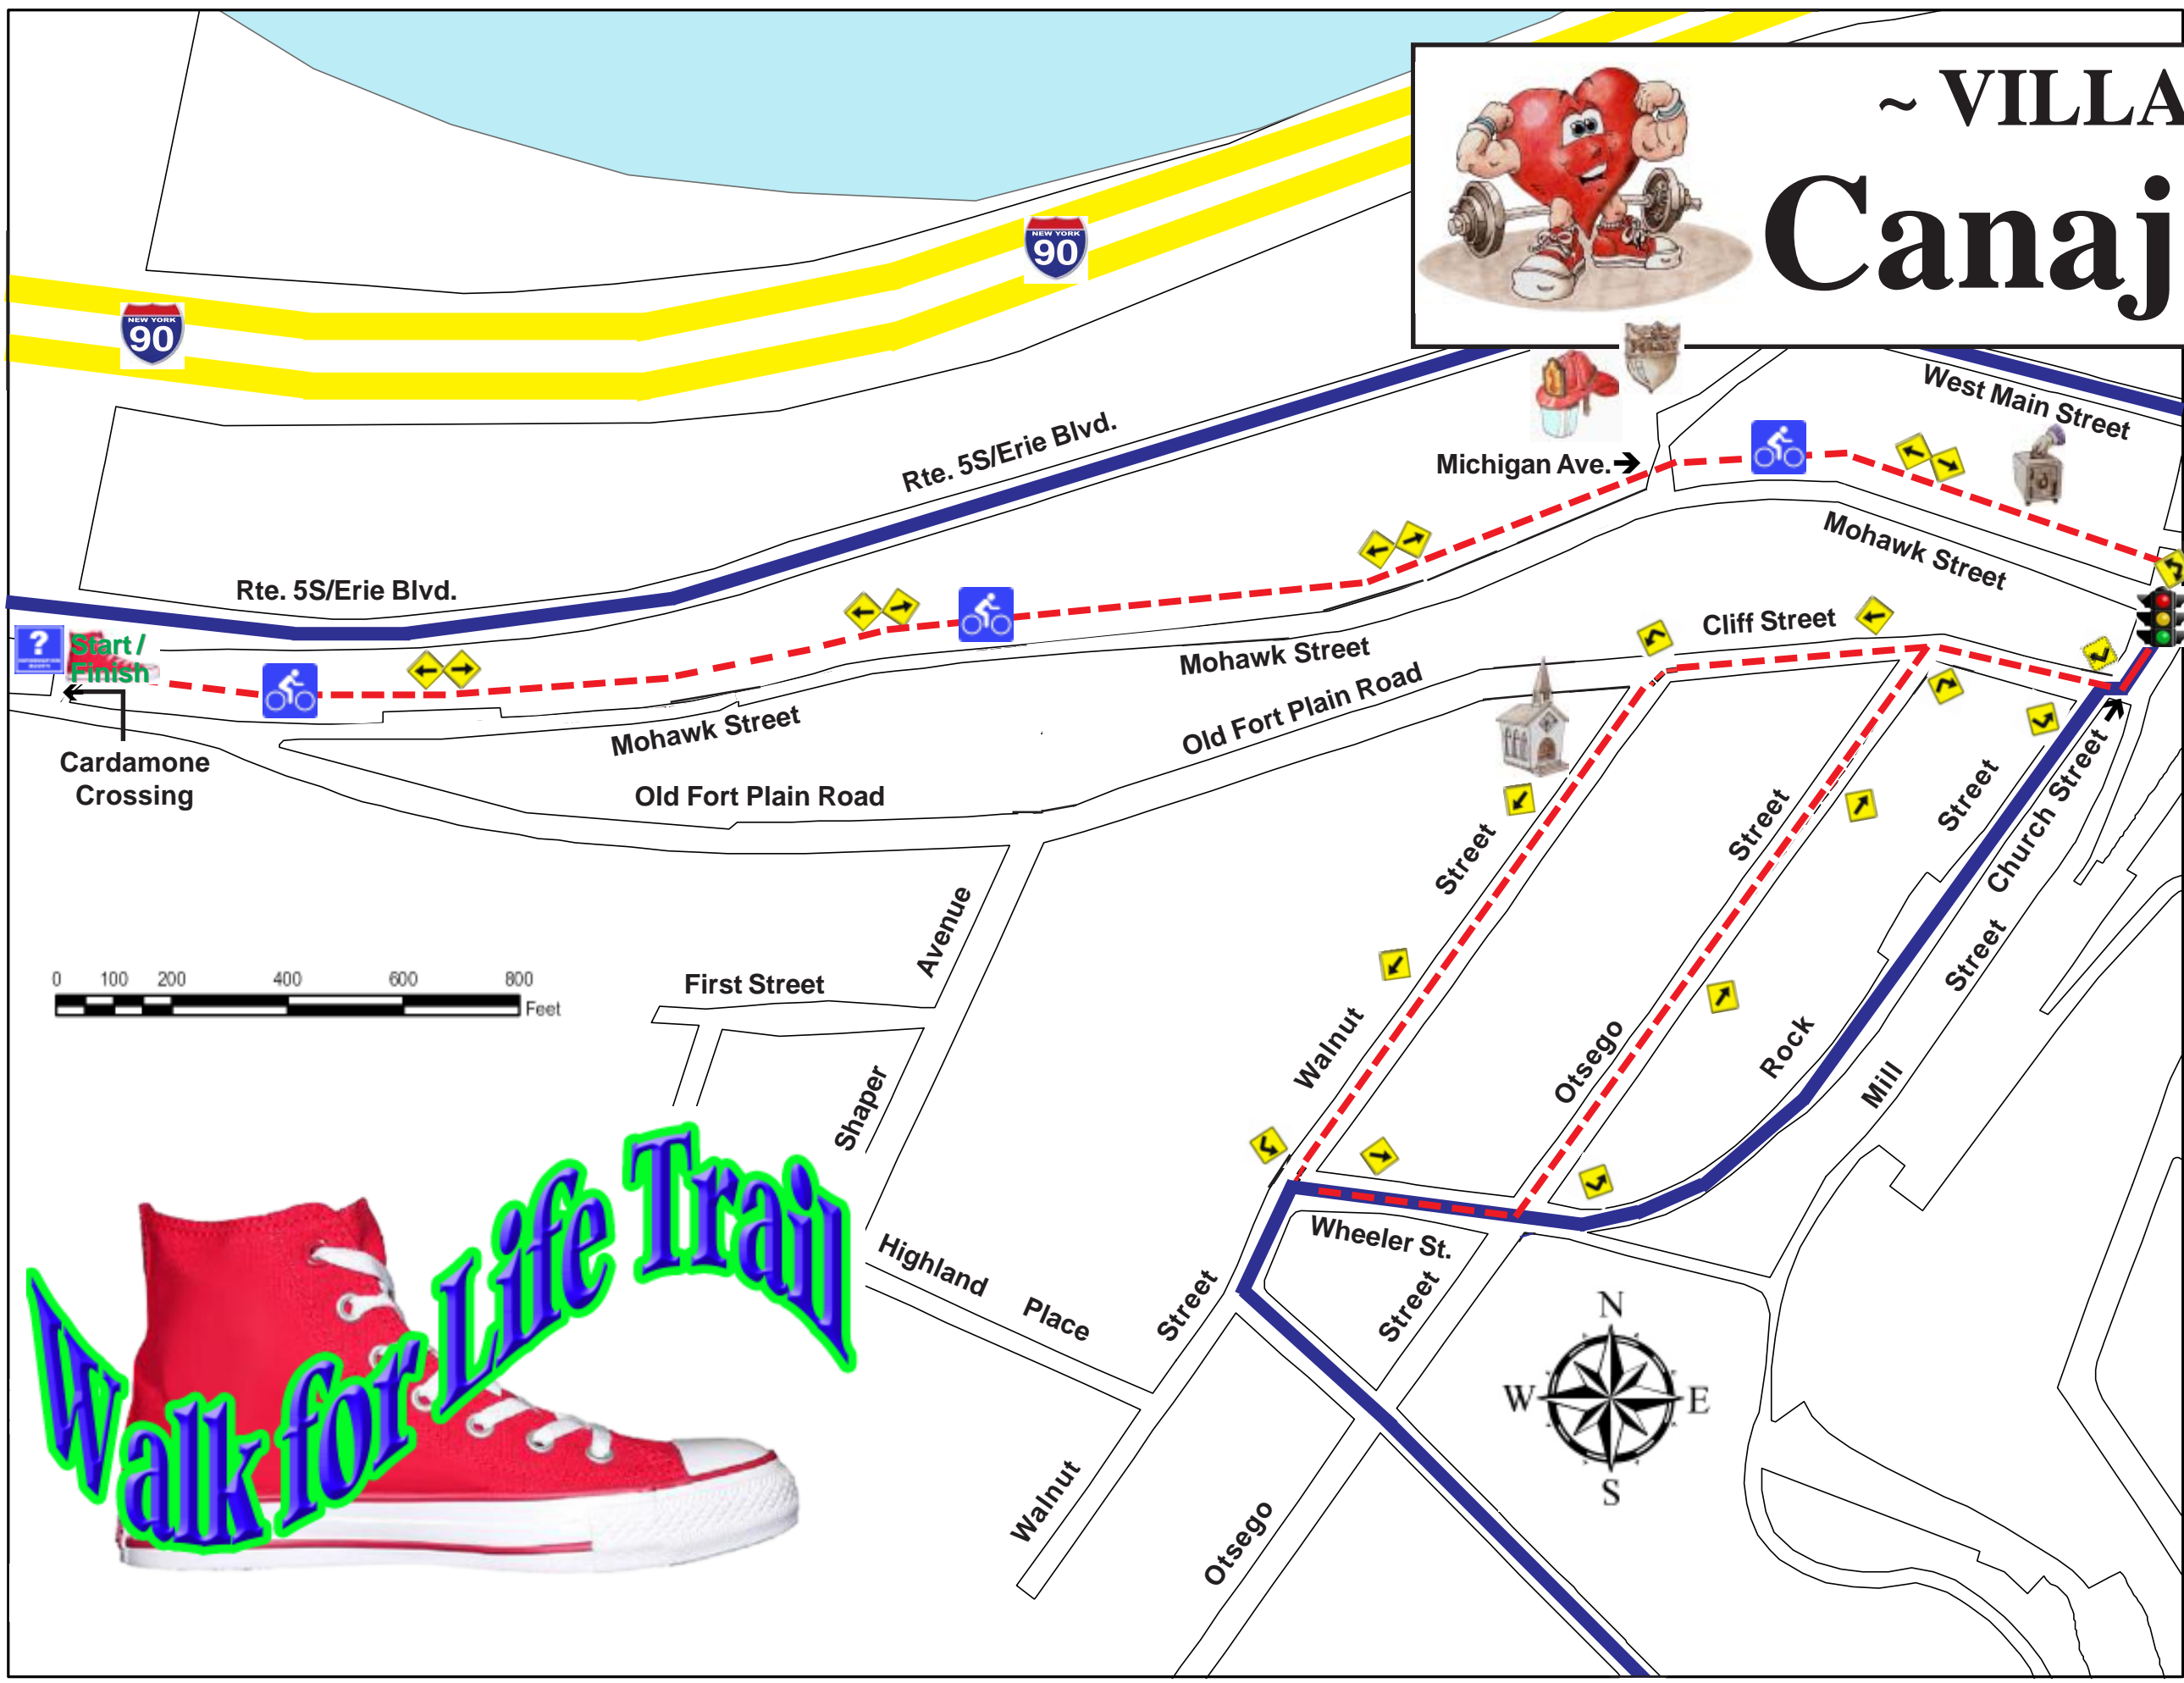 ~ VILLA
Canaj
NEW YORK
90
NEW YORK
90
West Main Street
Rte. 5S/Erie Blvd.
Michigan Ave.
Mohawk Street
Rte. 5S/Erie Blvd.
Cliff Street
?
Start /
Finish
Mohawk Street
Old Fort Plain Road
Mohawk Street
Cardamone
Crossing
Old Fort Plain Road
Walnut Street
Otsego Street
Rock Street
Church Street
Mill Street
0 100 200 400 600 800
Feet
First Street
Shaper Avenue
Wheeler St.
Highland Place
Walnut Street
Otsego Street
N
W E
S
Walk for Life Trail